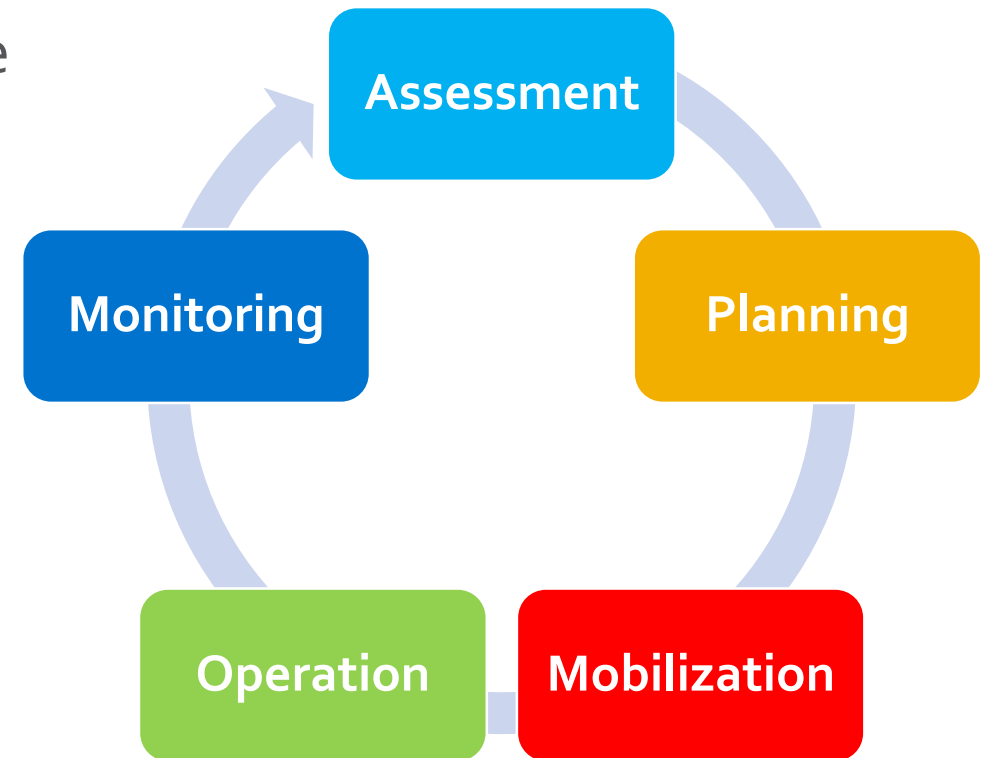 Assessment
Planning
Mobilization
Operation
Monitoring